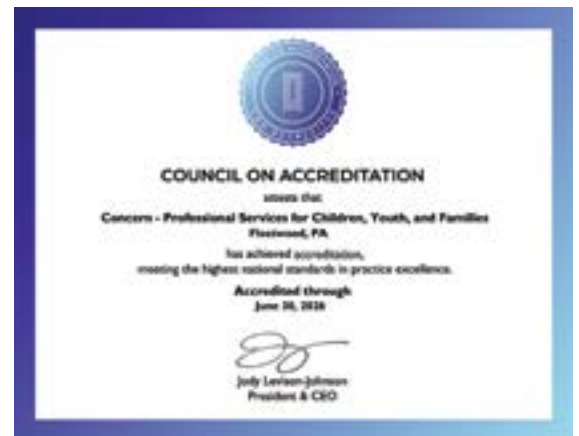 COUNCIL ON ACCREDITATION
attests that
Concern - Professional Services for Children, Youth, and Families
Fleetwood, PA
has achieved accreditation,
meeting the highest national standards in practice excellence.
Accredited through
June 30, 2026
Jody Levison-Johnson
President & CEO